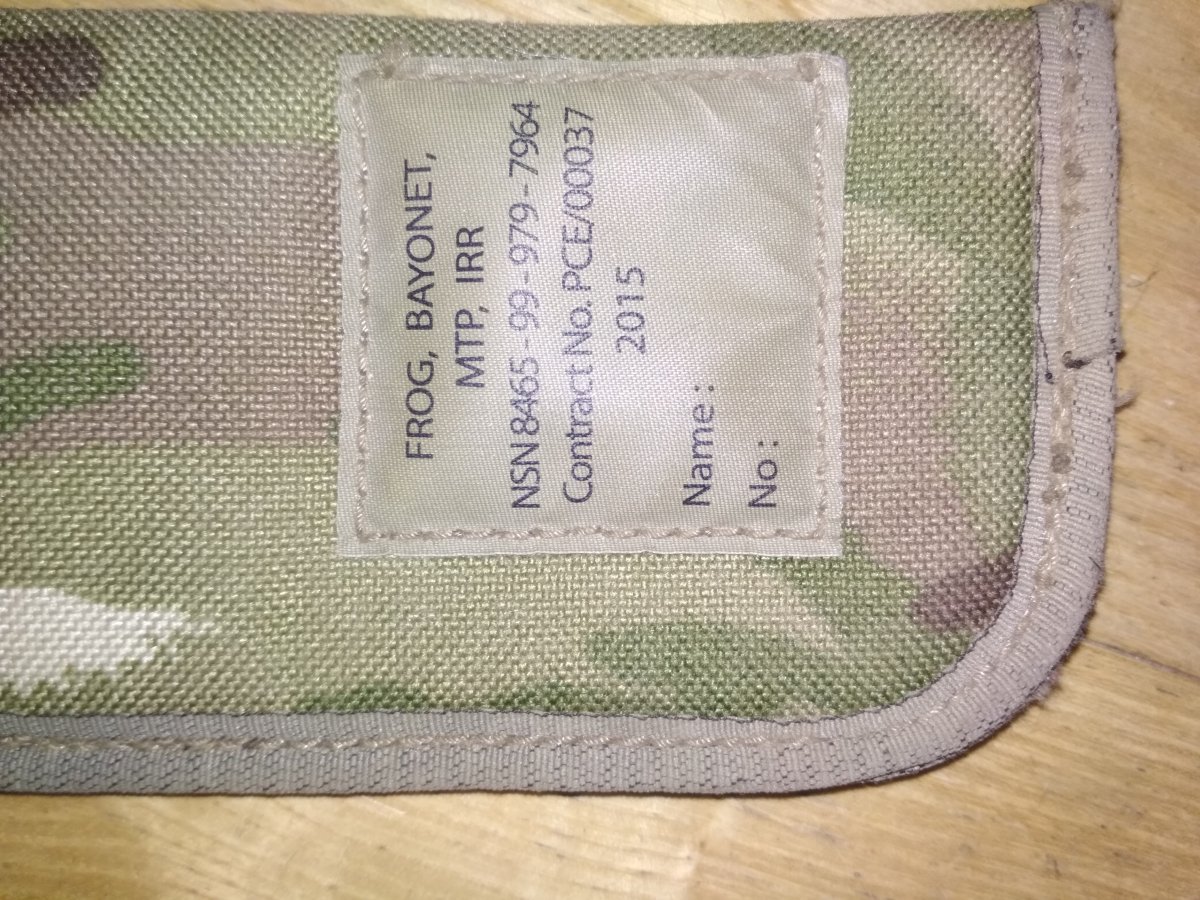 FROG, BAYONET,
MTP, IRR
NSN 8465-99-979-7964
Contract No. PCE/00037
2015
Name :
No :